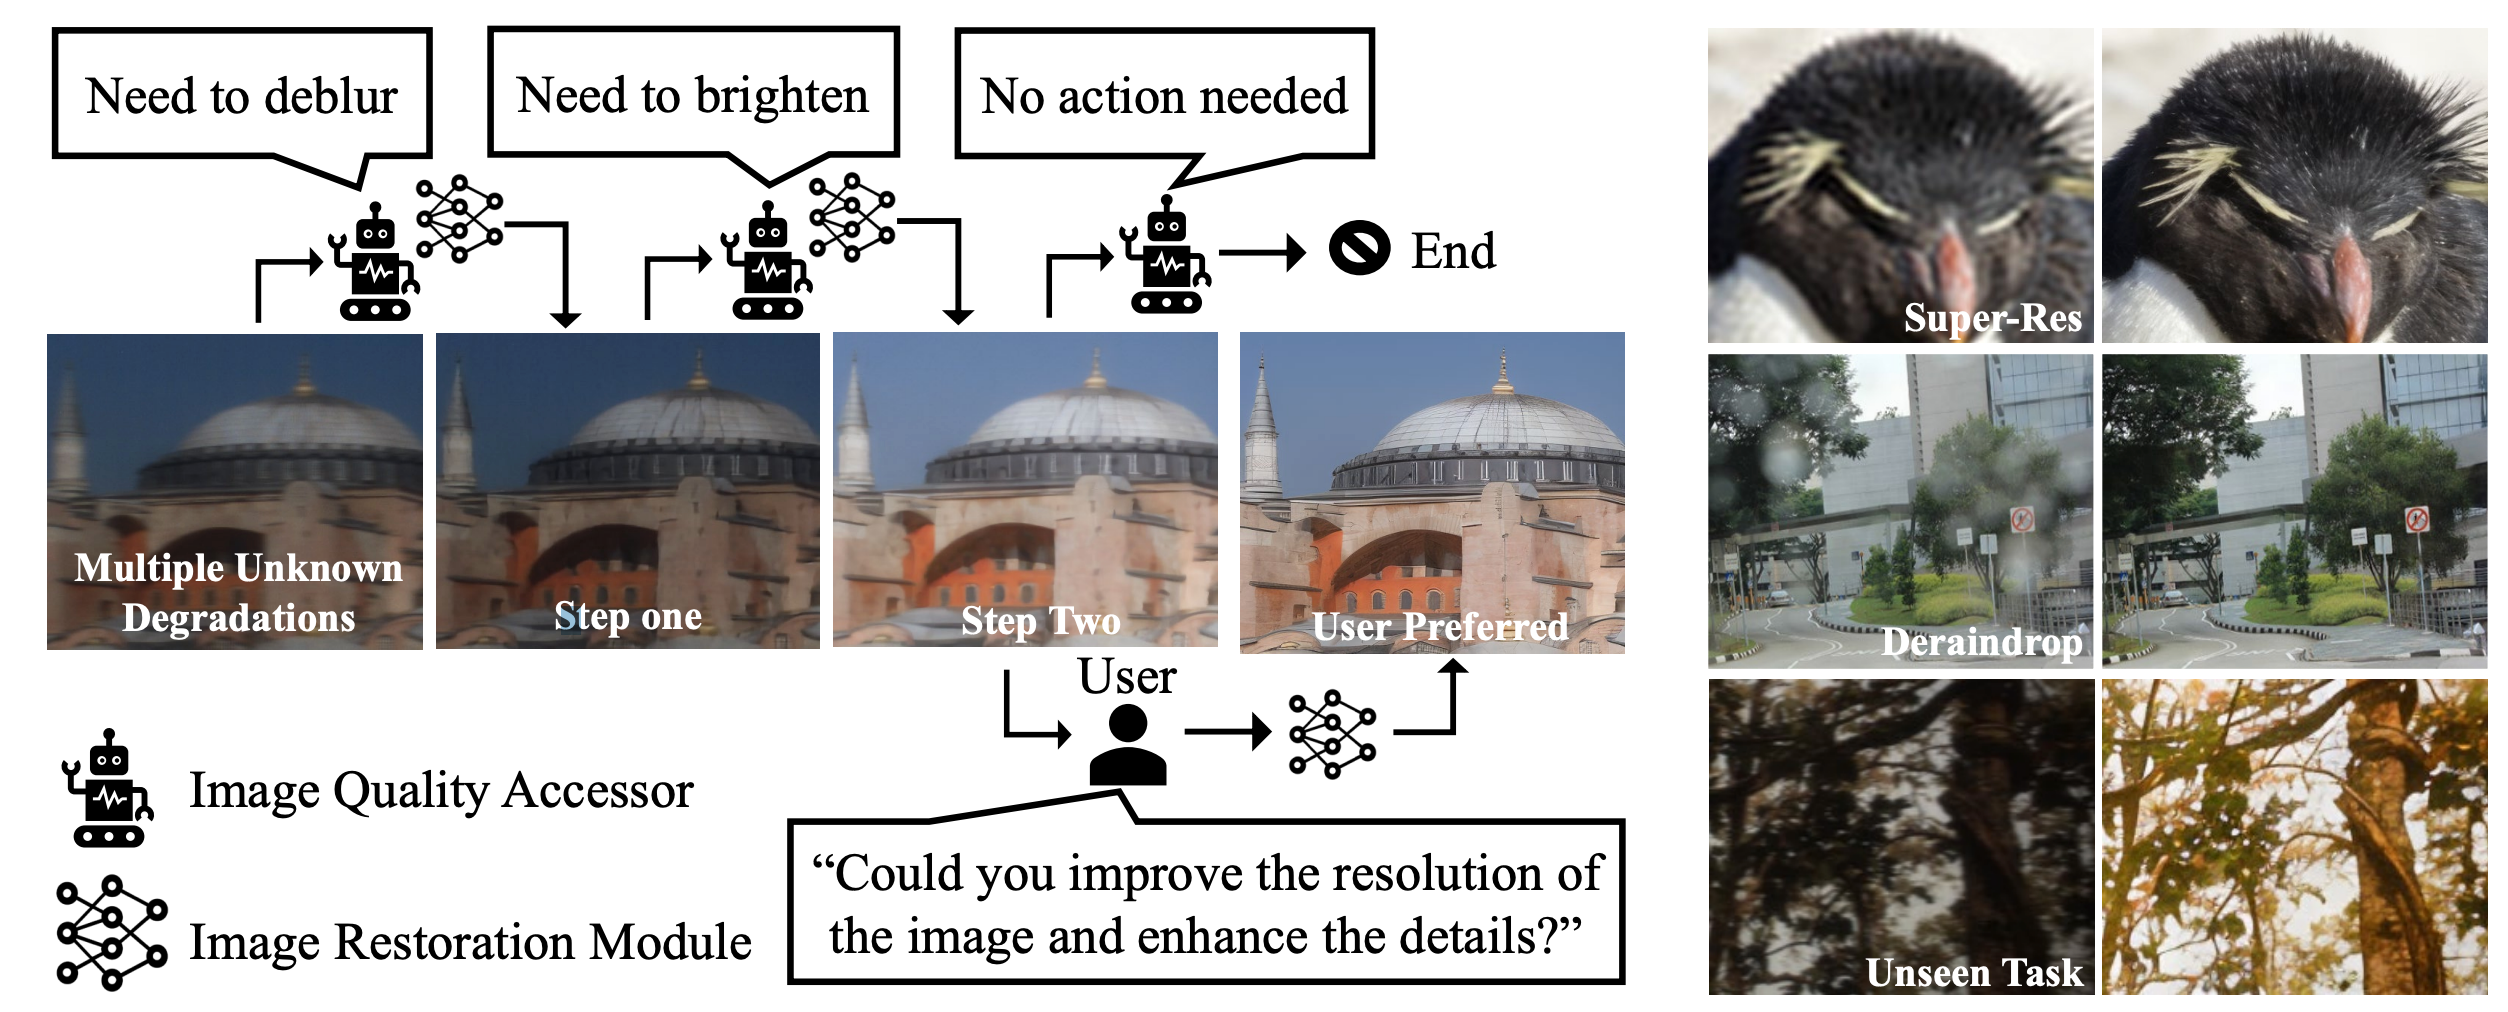 Need to deblur
Need to brighten
No action needed
End
Multiple Unknown
Degradations
Step one
Step Two
User Preferred
User
Image Quality Accessor
Image Restoration Module
“Could you improve the resolution of
the image and enhance the details?”
Super-Res
Deraindrop
Unseen Task